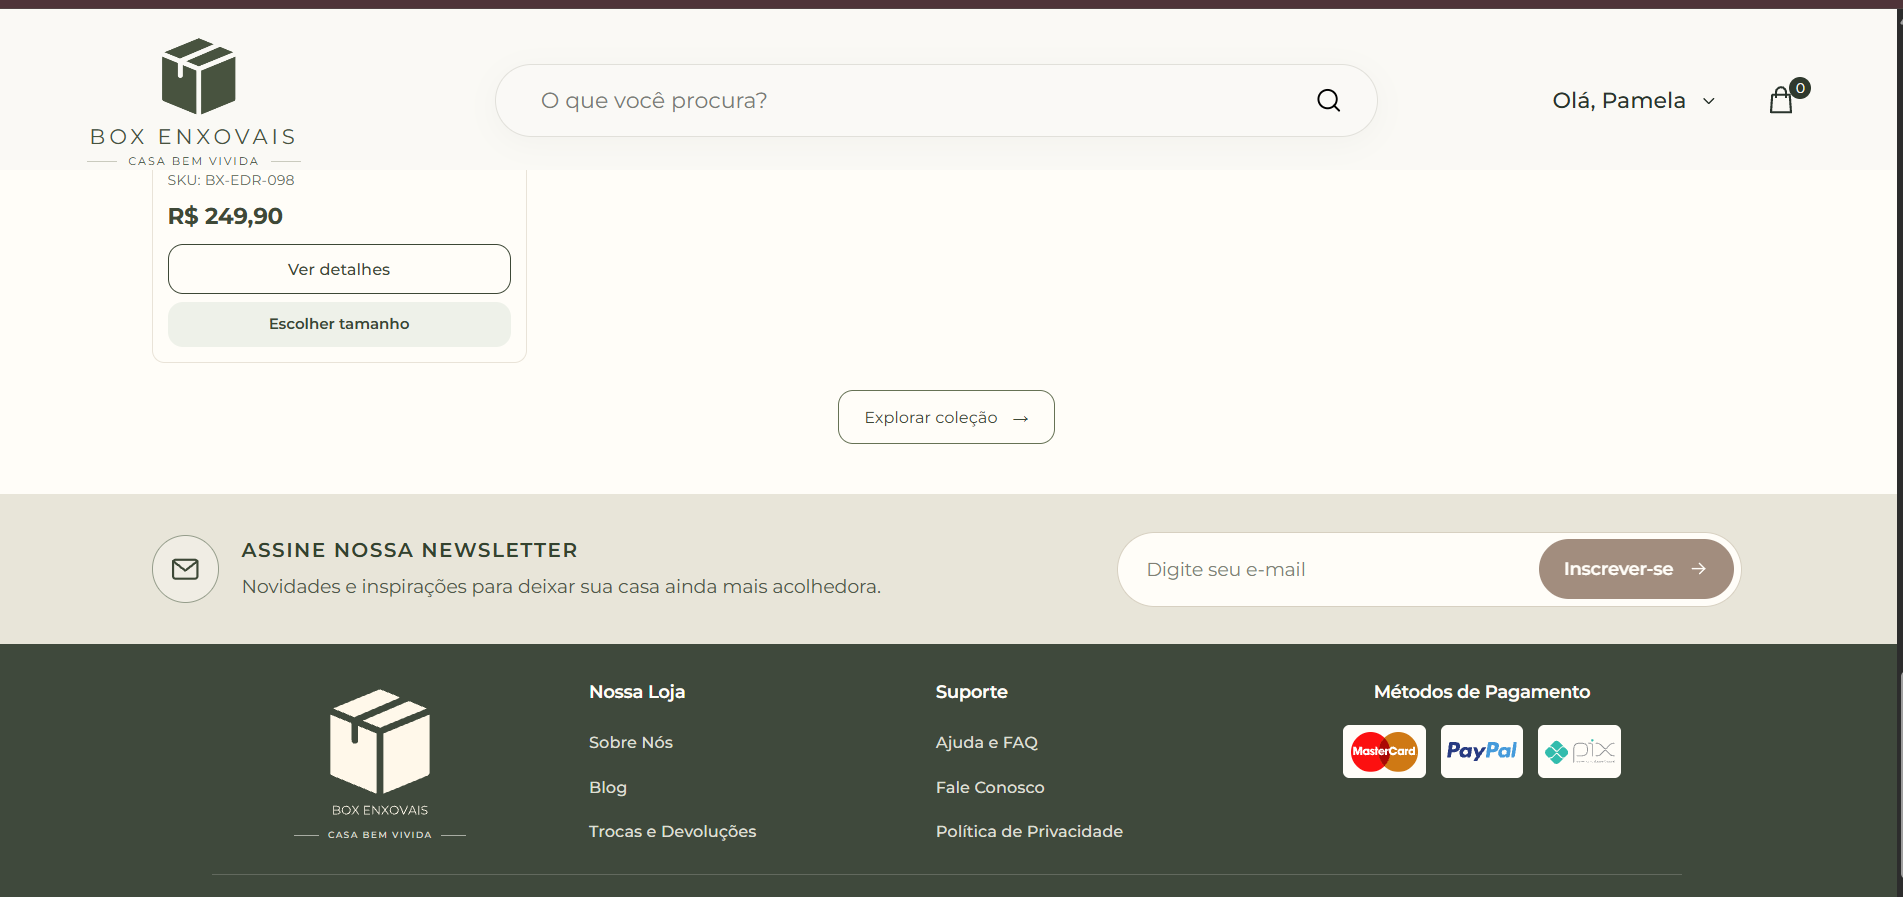 BOX ENXOVAIS
CASA BEM VIVIDA
O que você procura?
Olá, Pamela
0
SKU: BX-EDR-098
R$ 249,90
Ver detalhes
Escolher tamanho
Explorar coleção →
ASSINE NOSSA NEWSLETTER
Novidades e inspirações para deixar sua casa ainda mais acolhedora.
Digite seu e-mail
Inscrever-se →
BOX ENXOVAIS
CASA BEM VIVIDA
Nossa Loja
Sobre Nós
Blog
Trocas e Devoluções
Suporte
Ajuda e FAQ
Fale Conosco
Política de Privacidade
Métodos de Pagamento
MasterCard
PayPal
pix